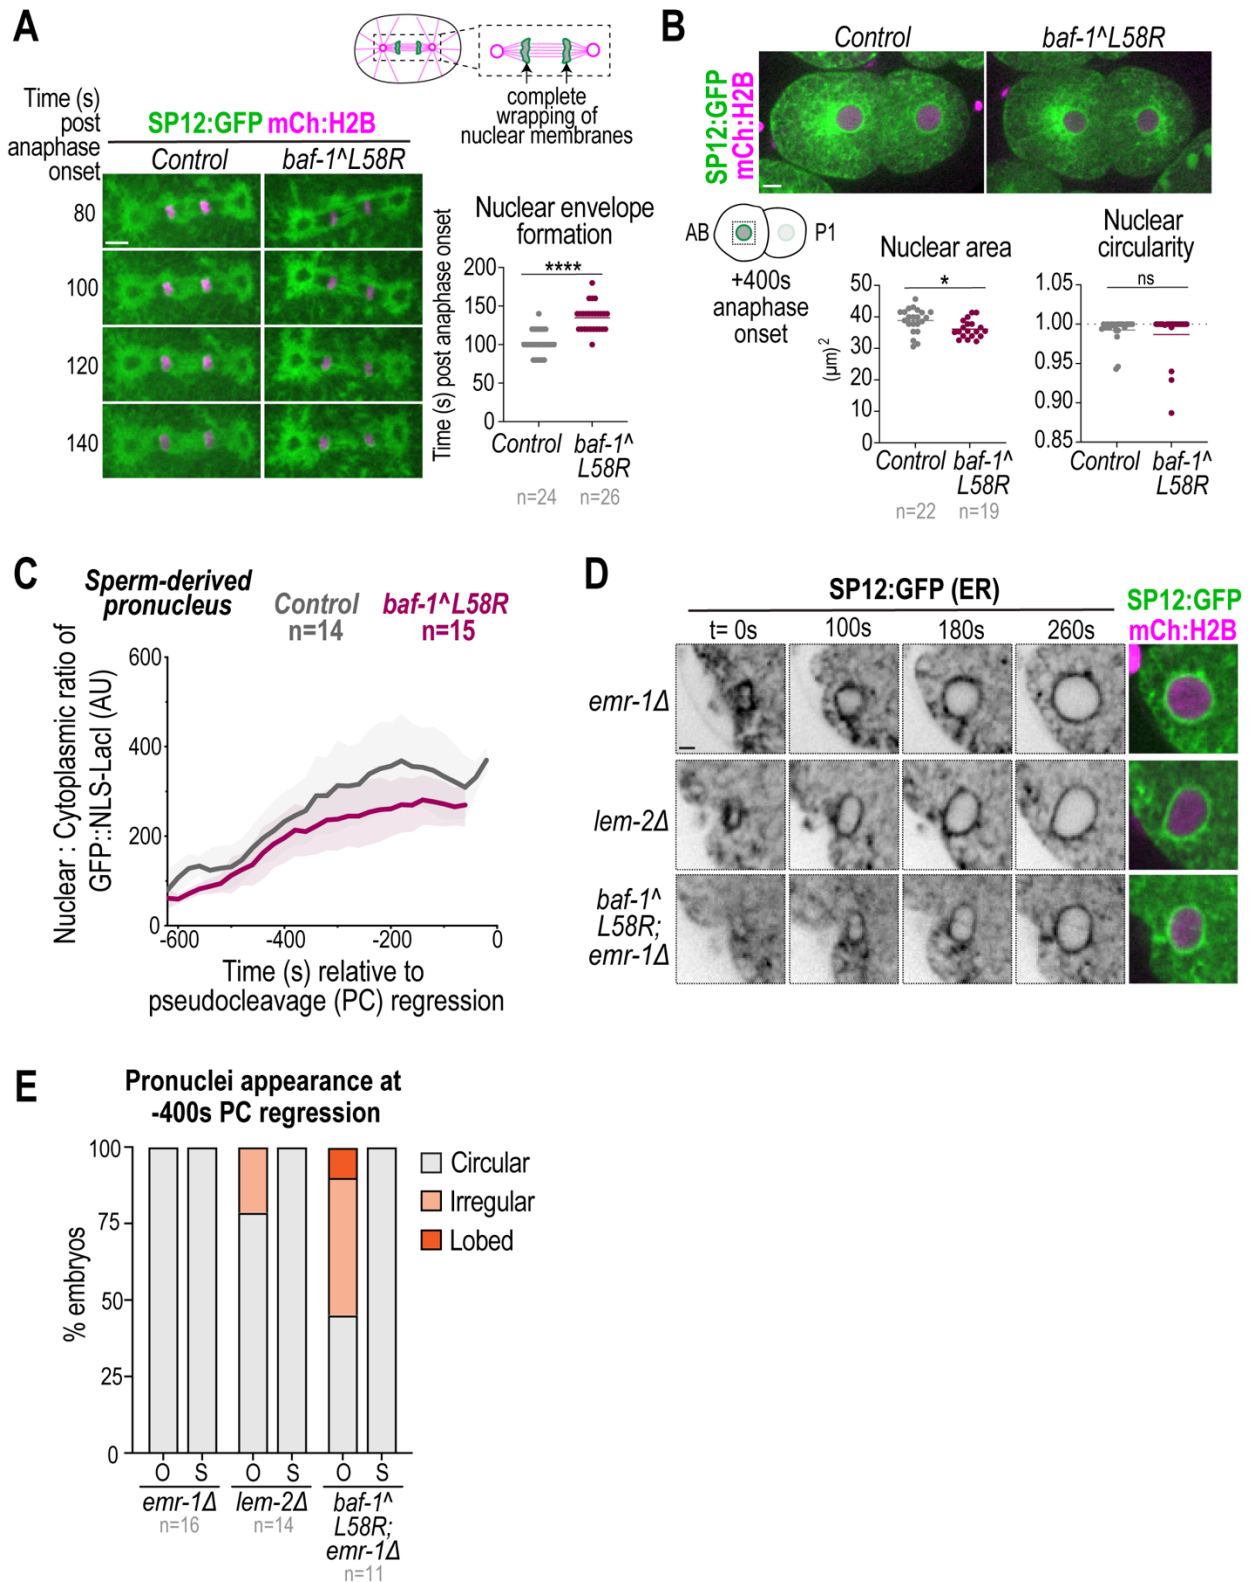 A
complete
wrapping of
nuclear membranes
Time (s)
post
anaphase
onset
SP12:GFP mCh:H2B
Control
baf-1^L58R
80
100
120
140
Nuclear envelope
formation
Time (s) post anaphase onset
****
200
150
100
50
0
Control
baf-1^
L58R
n=24
n=26
B
Control
baf-1^L58R
SP12:GFP
mCh:H2B
AB
P1
+400s
anaphase
onset
Nuclear area
(μm)²
*
50
40
30
20
10
0
Control
baf-1^
L58R
n=22
n=19
Nuclear
circularity
ns
1.05
1.00
0.95
0.90
0.85
Control
baf-1^
L58R
C
Sperm-derived
pronucleus
Control
n=14
baf-1^L58R
n=15
Nuclear : Cytoplasmic ratio of
GFP::NLS-LacI (AU)
600
400
200
0
-600
-400
-200
0
Time (s) relative to
pseudocleavage (PC) regression
D
SP12:GFP (ER)
SP12:GFP
mCh:H2B
t= 0s
100s
180s
260s
emr-1Δ
lem-2Δ
baf-1^
L58R;
emr-1Δ
E
Pronuclei appearance at
-400s PC regression
% embryos
100
75
50
25
0
Circular
Irregular
Lobed
O
S
O
S
O
S
emr-1Δ
n=16
lem-2Δ
n=14
baf-1^
L58R;
emr-1Δ
n=11